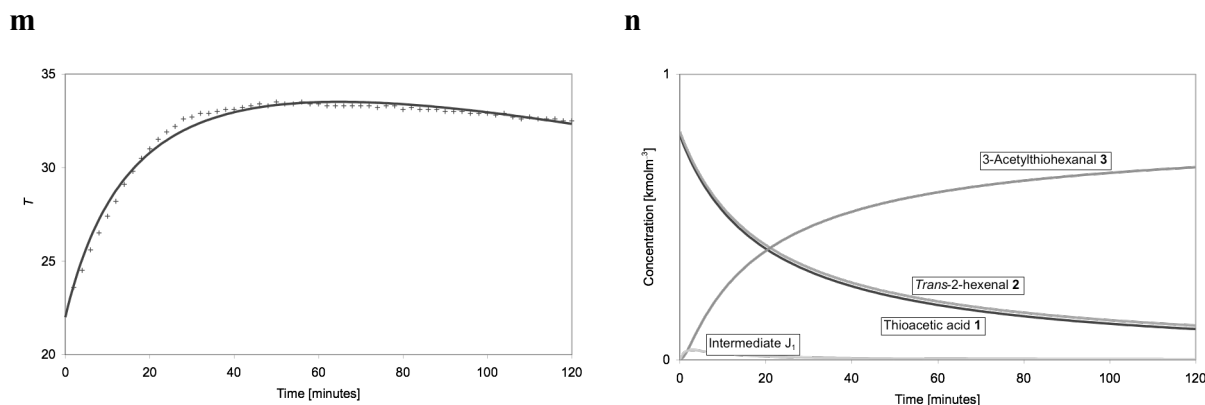 m
35
30
25
20
T
0 20 40 60 80 100 120
Time [minutes]
n
1
0
Concentration [kmolm⁻³]
3-Acetylthiohexanal 3
Trans-2-hexenal 2
Thioacetic acid 1
Intermediate J₁
0 20 40 60 80 100 120
Time [minutes]